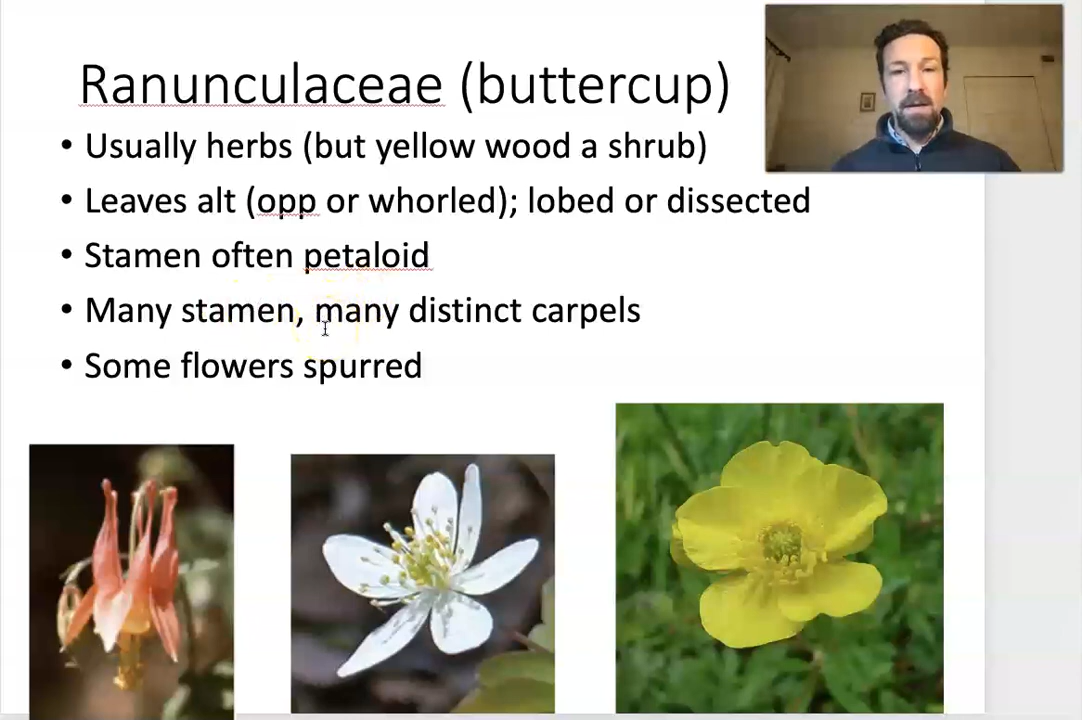 Ranunculaceae (buttercup)
• Usually herbs (but yellow wood a shrub)
• Leaves alt (opp or whorled); lobed or dissected
• Stamen often petaloid
• Many stamen, many distinct carpels
• Some flowers spurred